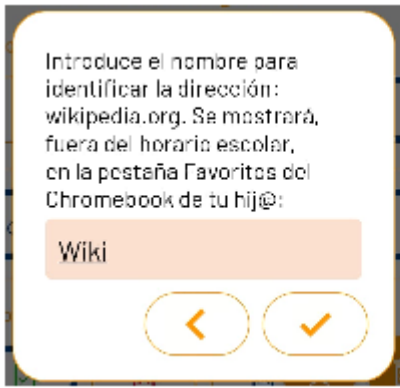 Introduce el nombre para
identificar la dirección:
wikipedia.org. Se mostrará,
fuera del horario escolar,
en la pestaña Favoritos del
Chromebook de tu hij@:
Wiki